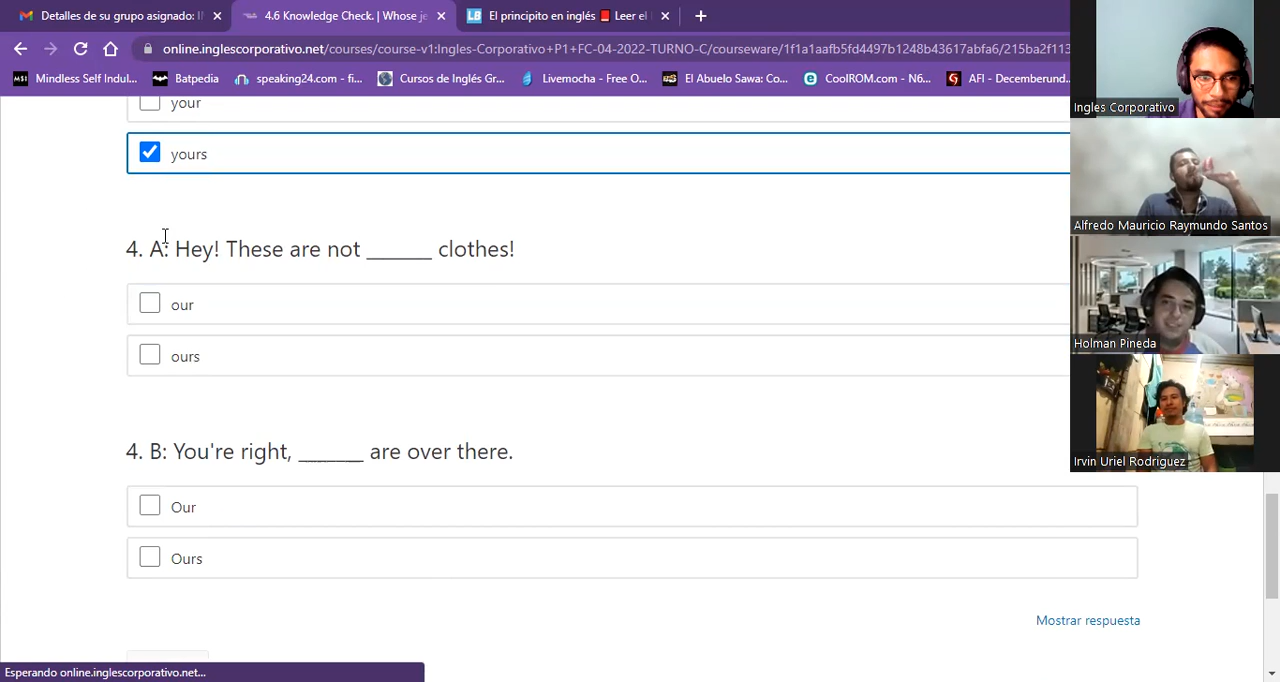 Detalles de su grupo asignado: I
4.6 Knowledge Check. | Whose je
El principito en inglés 📕 Leer el l
online.inglescorporativo.net/courses/course-v1:Ingles-Corporativo+P1+FC-04-2022-TURNO-C/courseware/1f1a1aafb5fd4497b1248b43617abfa6/215ba2f113
Mindless Self Indul...
Batpedia
speaking24.com - fi...
Cursos de Inglés Gr...
Livemocha - Free O...
El Abuelo Sawa: Co...
CoolROM.com - N6...
AFI - Decemberund...
your
yours
4. A: Hey! These are not ______ clothes!
our
ours
4. B: You're right, ______ are over there.
Our
Ours
Mostrar respuesta
Esperando online.inglescorporativo.net...
Ingles Corporativo
Alfredo Mauricio Raymundo Santos
Holman Pineda
Irvin Uriel Rodriguez